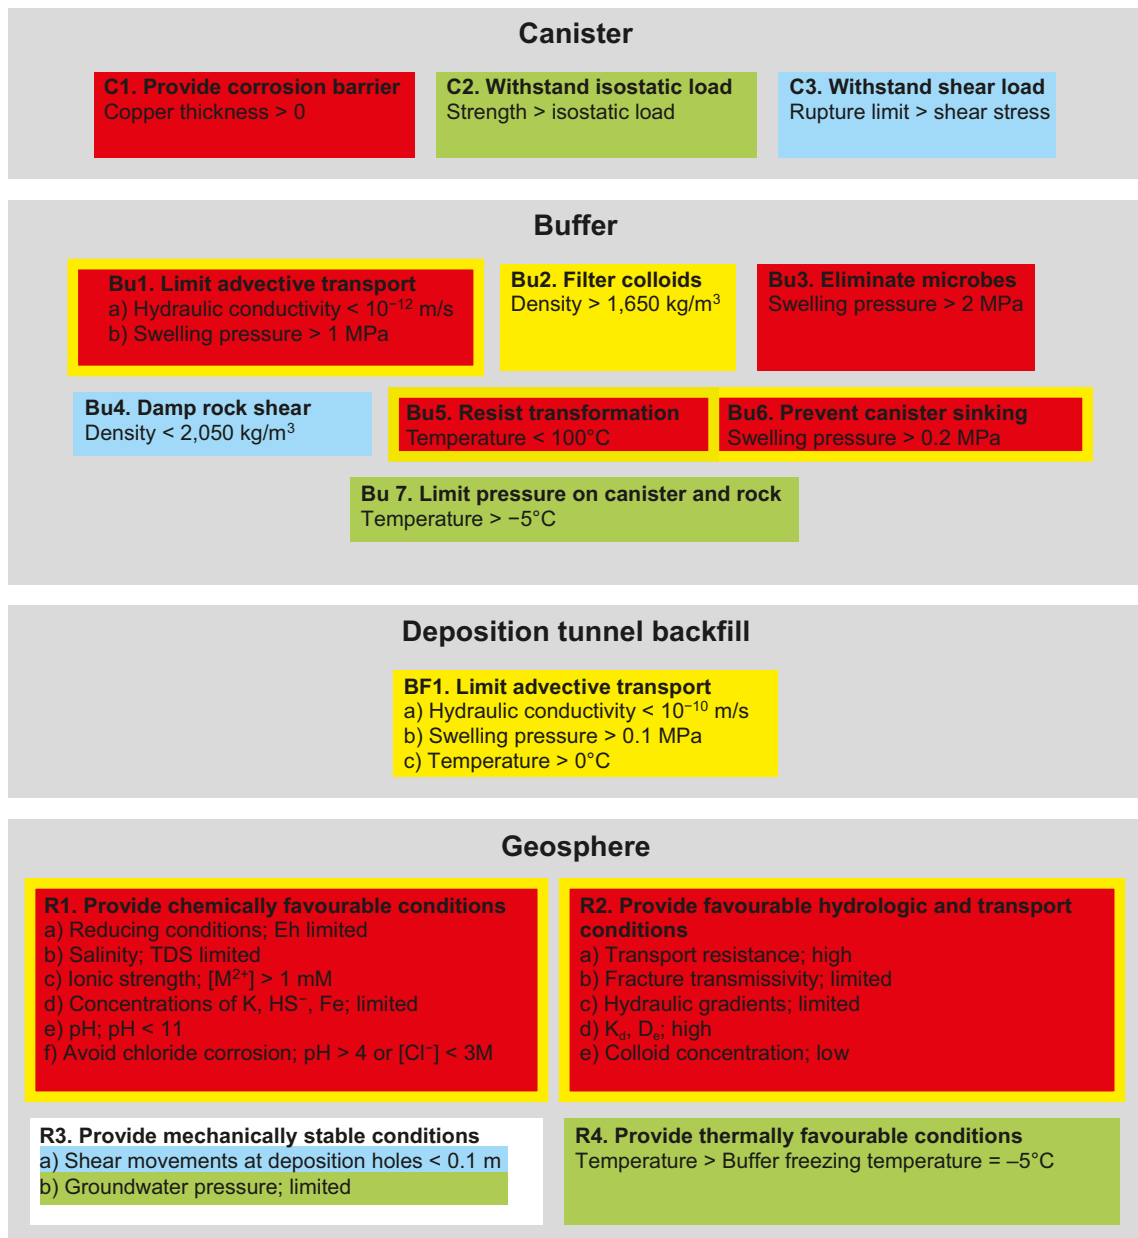 Canister
C1. Provide corrosion barrier
Copper thickness > 0
C2. Withstand isostatic load
Strength > isostatic load
C3. Withstand shear load
Rupture limit > shear stress
Buffer
Bu1. Limit advective transport
a) Hydraulic conductivity < 10⁻¹² m/s
b) Swelling pressure > 1 MPa
Bu2. Filter colloids
Density > 1,650 kg/m³
Bu3. Eliminate microbes
Swelling pressure > 2 MPa
Bu4. Damp rock shear
Density < 2,050 kg/m³
Bu5. Resist transformation
Temperature < 100°C
Bu6. Prevent canister sinking
Swelling pressure > 0.2 MPa
Bu 7. Limit pressure on canister and rock
Temperature > −5°C
Deposition tunnel backfill
BF1. Limit advective transport
a) Hydraulic conductivity < 10⁻¹⁰ m/s
b) Swelling pressure > 0.1 MPa
c) Temperature > 0°C
Geosphere
R1. Provide chemically favourable conditions
a) Reducing conditions; Eh limited
b) Salinity; TDS limited
c) Ionic strength; [M²⁺] > 1 mM
d) Concentrations of K, HS⁻, Fe; limited
e) pH; pH < 11
f) Avoid chloride corrosion; pH > 4 or [Cl⁻] < 3M
R2. Provide favourable hydrologic and transport
conditions
a) Transport resistance; high
b) Fracture transmissivity; limited
c) Hydraulic gradients; limited
d) K_d, D_e; high
e) Colloid concentration; low
R3. Provide mechanically stable conditions
a) Shear movements at deposition holes < 0.1 m
b) Groundwater pressure; limited
R4. Provide thermally favourable conditions
Temperature > Buffer freezing temperature = –5°C